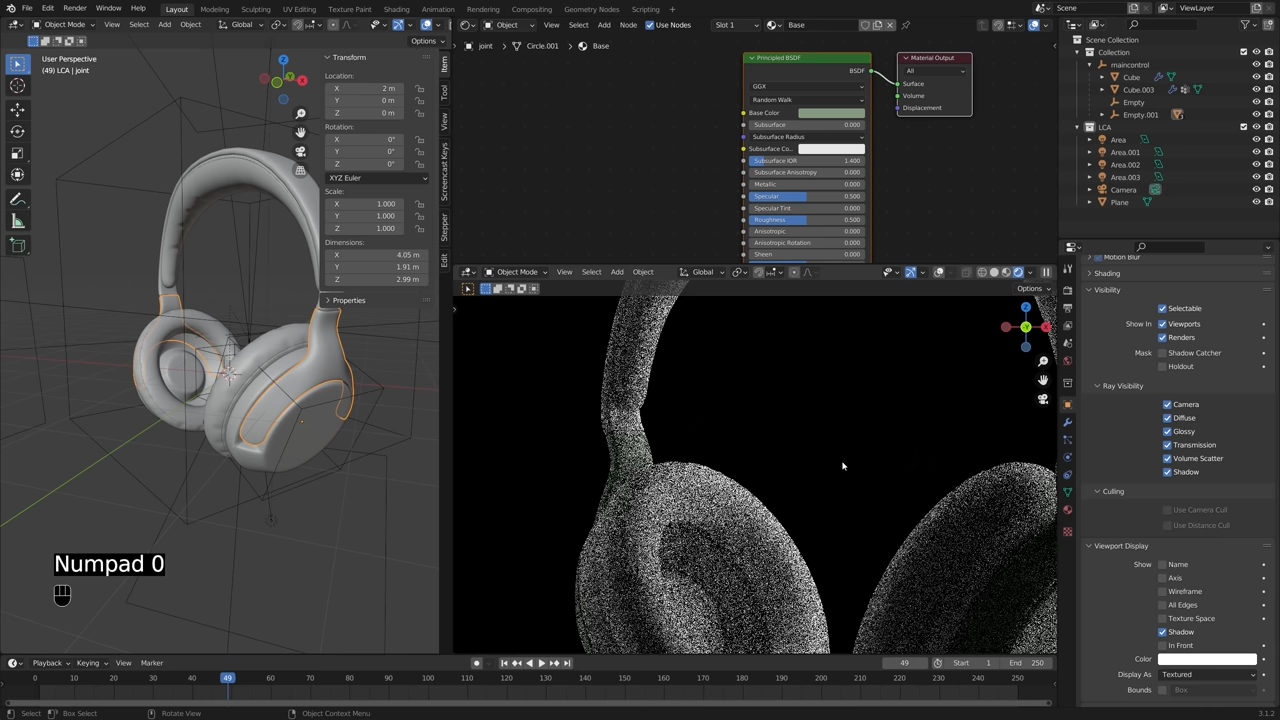 File Edit Render Window Help
Layout Modeling Sculpting UV Editing Texture Paint Shading Animation Rendering Compositing Geometry Nodes Scripting +
Scene
ViewLayer
Object Mode View Select Add Object Global
Options
User Perspective
(49) LCA | joint
Transform
Location:
X 2 m
Y 0 m
Z 0 m
Rotation:
X 0°
Y 0°
Z 0°
XYZ Euler
Scale:
X 1.000
Y 1.000
Z 1.000
Dimensions:
X 4.05 m
Y 1.91 m
Z 2.99 m
Properties
Item
Tool
View
Screencast Keys
Stepper
Edit
Numpad 0
Object View Select Add Node Use Nodes Slot 1 Base
joint > Circle.001 > Base
Principled BSDF
BSDF
GGX
Random Walk
Base Color
Subsurface 0.000
Subsurface Radius
Subsurface Co...
Subsurface IOR 1.400
Subsurface Anisotropy 0.000
Metallic 0.000
Specular 0.500
Specular Tint 0.000
Roughness 0.500
Anisotropic 0.000
Anisotropic Rotation 0.000
Sheen 0.000
Material Output
All
Surface
Volume
Displacement
Object Mode View Select Add Object Global
Options
X
Y
Z
Scene Collection
Collection
maincontrol
Cube
Cube.003
Empty
Empty.001
LCA
Area
Area.001
Area.002
Area.003
Camera
Plane
Motion Blur
Shading
Visibility
Selectable
Show In Viewports
Renders
Mask Shadow Catcher
Holdout
Ray Visibility
Camera
Diffuse
Glossy
Transmission
Volume Scatter
Shadow
Culling
Use Camera Cull
Use Distance Cull
Viewport Display
Show Name
Axis
Wireframe
All Edges
Texture Space
Shadow
In Front
Color
Display As Textured
Bounds Box
Playback Keying View Marker
49 Start 1 End 250
0 10 20 30 40 49 60 70 80 90 100 110 120 130 140 150 160 170 180 190 200 210 220 230 240 250
Select Box Select Rotate View Object Context Menu
3.1.2